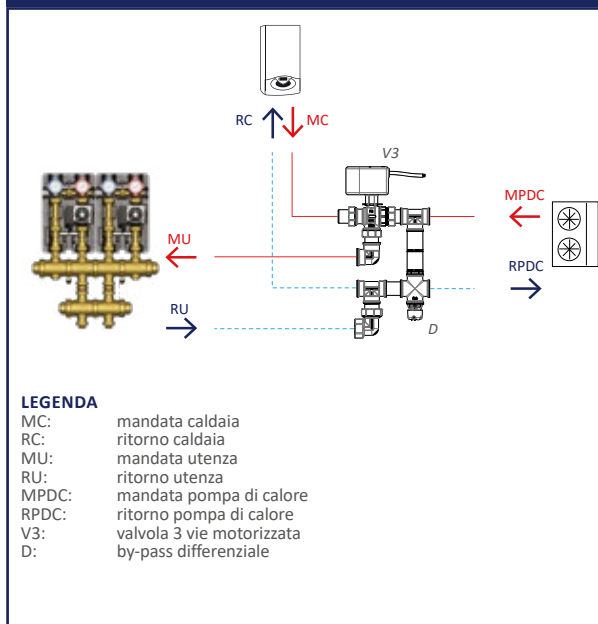 RC
MC
V3
MPDC
MU
RPDC
RU
D
LEGENDA
MC: mandata caldaia
RC: ritorno caldaia
MU: mandata utenza
RU: ritorno utenza
MPDC: mandata pompa di calore
RPDC: ritorno pompa di calore
V3: valvola 3 vie motorizzata
D: by-pass differenziale